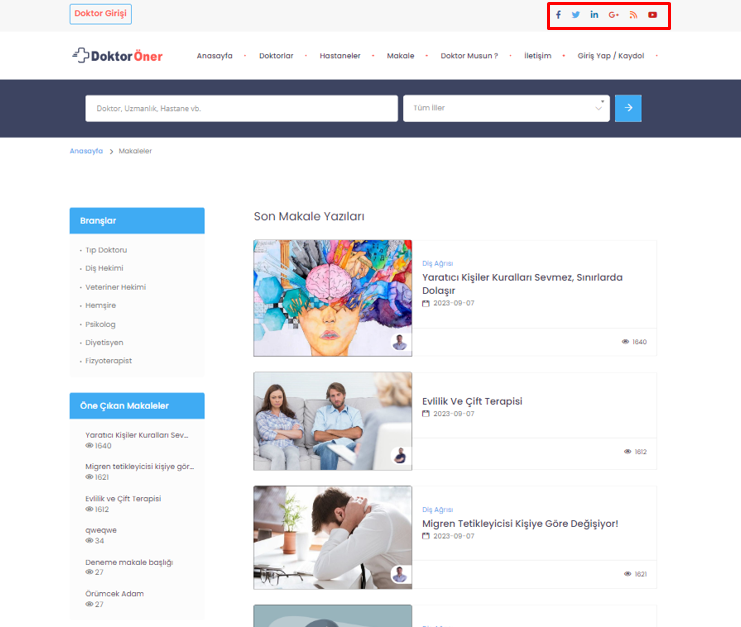 Doktor Girişi
DoktorÖner
Anasayfa
Doktorlar
Hastaneler
Makale
Doktor Musun ?
İletişim
Giriş Yap / Kaydol
Doktor, Uzmanlık, Hastane vb.
Tüm İller
Anasayfa > Makaleler
Branşlar
Tıp Doktoru
Diş Hekimi
Veteriner Hekimi
Hemşire
Psikolog
Diyetisyen
Fizyoterapist
Öne Çıkan Makaleler
Yaratıcı Kişiler Kuralları Sev...
1640
Migren tetikleyicisi kişiye gör...
1621
Evlilik ve Çift Terapisi
1612
qweqwe
34
Deneme makale başlığı
27
Örümcek Adam
27
Son Makale Yazıları
Diş Ağrısı
Yaratıcı Kişiler Kuralları Sevmez, Sınırlarda
Dolaşır
2023-09-07
1640
Evlilik Ve Çift Terapisi
2023-09-07
1612
Diş Ağrısı
Migren Tetikleyicisi Kişiye Göre Değişiyor!
2023-09-07
1621